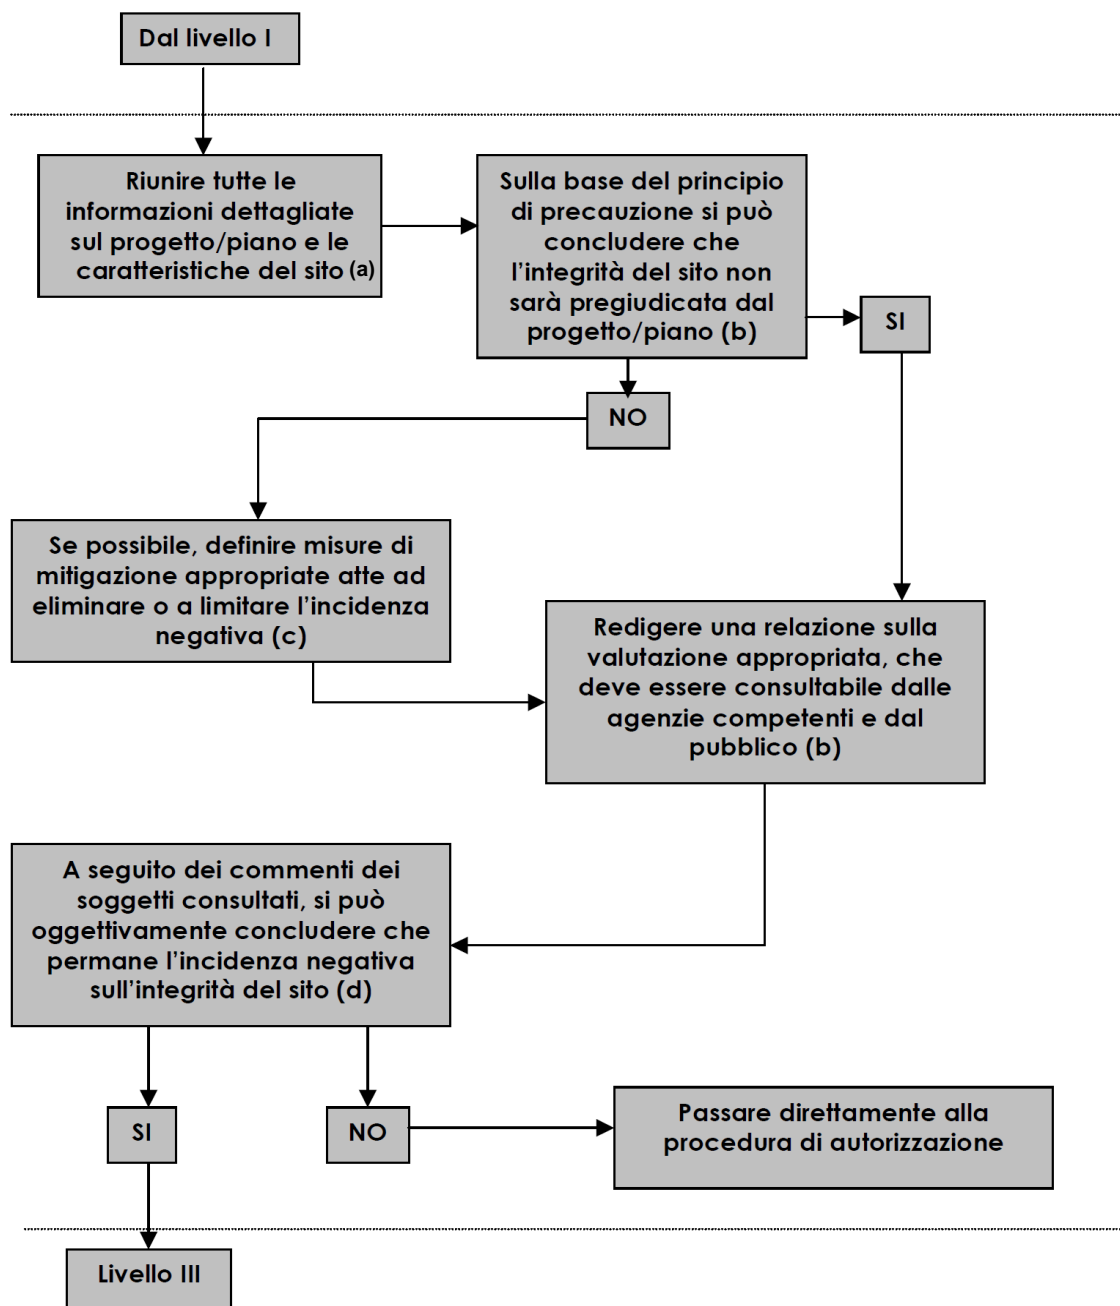 Dal livello I
Riunire tutte le
informazioni dettagliate
sul progetto/piano e le
caratteristiche del sito (a)
Sulla base del principio
di precauzione si può
concludere che
l’integrità del sito non
sarà pregiudicata dal
progetto/piano (b)
SI
NO
Se possibile, definire misure di
mitigazione appropriate atte ad
eliminare o a limitare l’incidenza
negativa (c)
Redigere una relazione sulla
valutazione appropriata, che
deve essere consultabile dalle
agenzie competenti e dal
pubblico (b)
A seguito dei commenti dei
soggetti consultati, si può
oggettivamente concludere che
permane l’incidenza negativa
sull’integrità del sito (d)
SI
NO
Passare direttamente alla
procedura di autorizzazione
Livello III